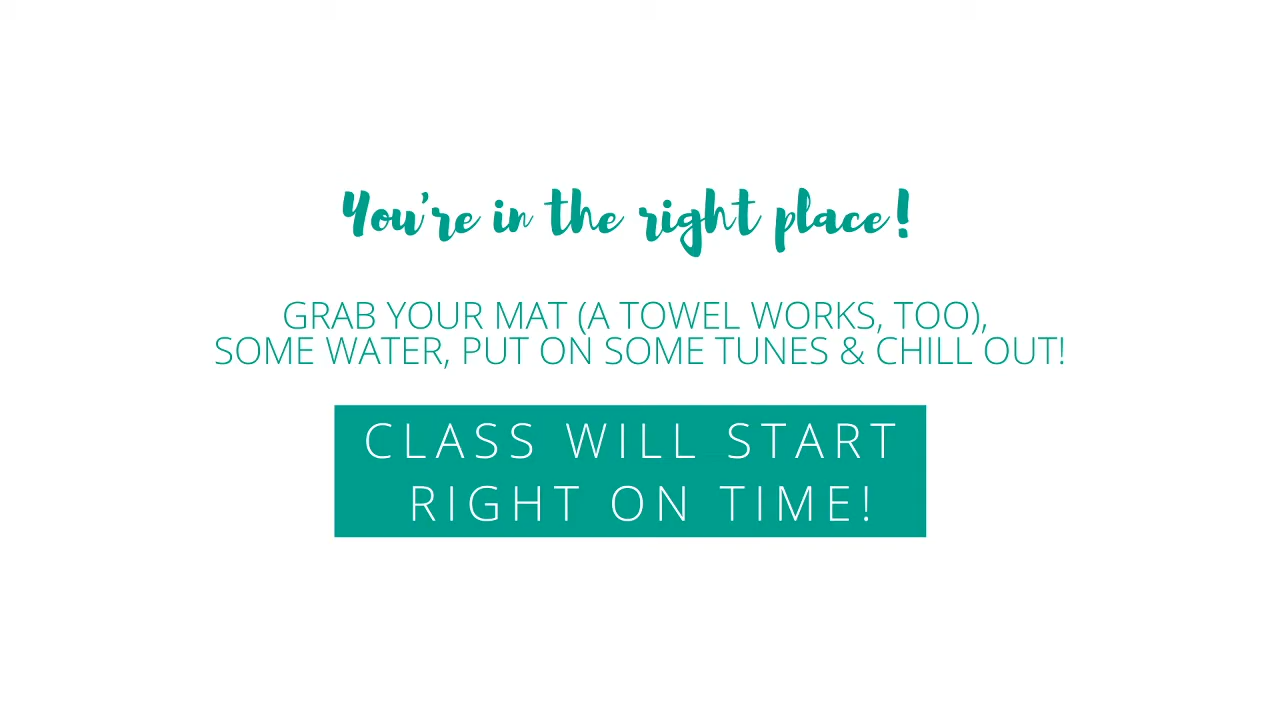 You're in the right place!
GRAB YOUR MAT (A TOWEL WORKS, TOO),
SOME WATER, PUT ON SOME TUNES & CHILL OUT!
CLASS WILL START
RIGHT ON TIME!